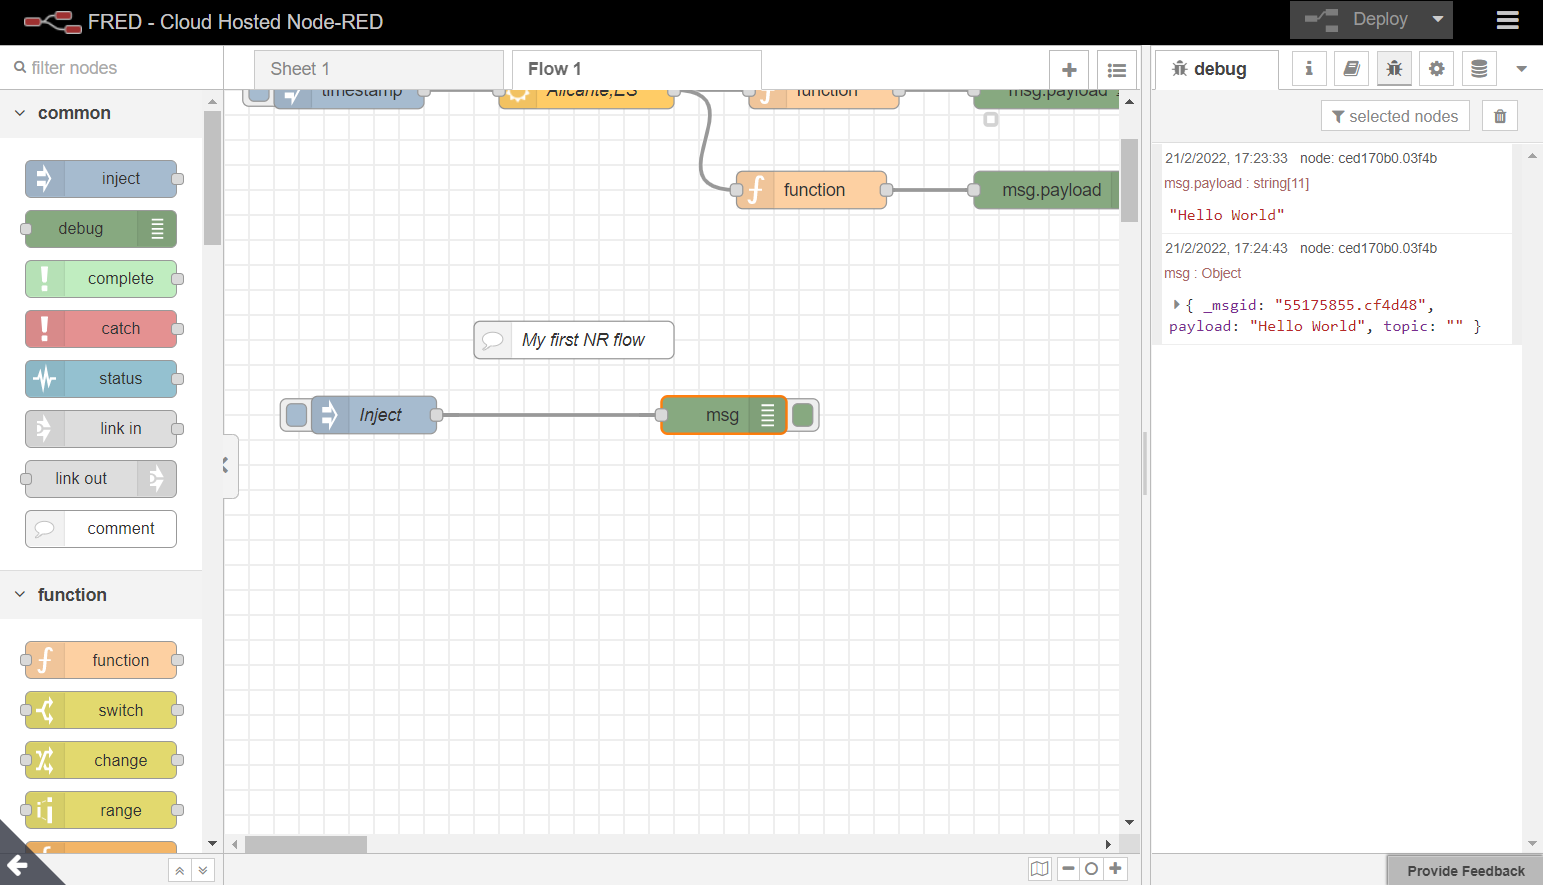 FRED - Cloud Hosted Node-RED
Deploy
filter nodes
Sheet 1
Flow 1
debug
i
selected nodes
common
inject
debug
complete
catch
status
link in
link out
comment
function
function
switch
change
range
timestamp
Alicante,ES
function
msg.payload
function
msg.payload
My first NR flow
Inject
msg
21/2/2022, 17:23:33 node: ced170b0.03f4b
msg.payload : string[11]
"Hello World"
21/2/2022, 17:24:43 node: ced170b0.03f4b
msg : Object
{ _msgid: "55175855.cf4d48",
payload: "Hello World", topic: "" }
Provide Feedback